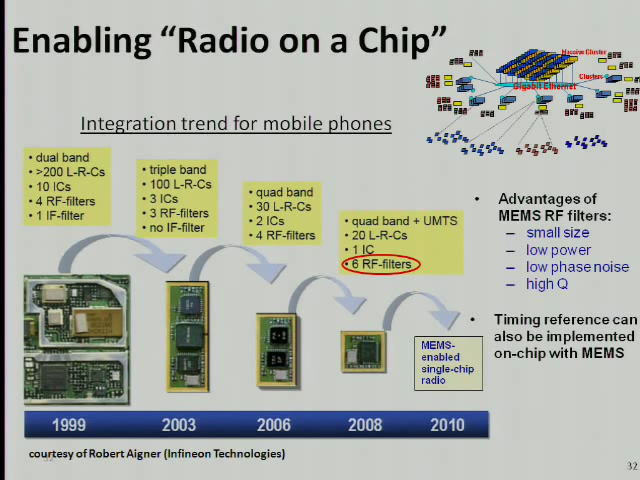 Enabling “Radio on a Chip”
Massive Cluster
Clusters
Gigabit Ethernet
Integration trend for mobile phones
• dual band
• >200 L-R-Cs
• 10 ICs
• 4 RF-filters
• 1 IF-filter
• triple band
• 100 L-R-Cs
• 3 ICs
• 3 RF-filters
• no IF-filter
• quad band
• 30 L-R-Cs
• 2 ICs
• 4 RF-filters
• quad band + UMTS
• 20 L-R-Cs
• 1 IC
• 6 RF-filters
• Advantages of
MEMS RF filters:
– small size
– low power
– low phase noise
– high Q
• Timing reference can
also be implemented
on-chip with MEMS
MEMS-
enabled
single-chip
radio
1999
2003
2006
2008
2010
courtesy of Robert Aigner (Infineon Technologies)
32